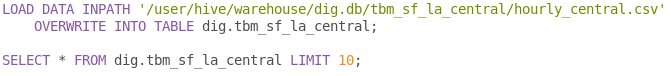 LOAD DATA INPATH '/user/hive/warehouse/dig.db/tbm_sf_la_central/hourly_central.csv'
OVERWRITE INTO TABLE dig.tbm_sf_la_central;
SELECT * FROM dig.tbm_sf_la_central LIMIT 10;